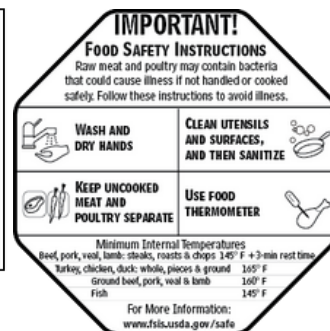 IMPORTANT!
FOOD SAFETY INSTRUCTIONS
Raw meat and poultry may contain bacteria
that could cause illness if not handled or cooked
safely. Follow these instructions to avoid illness.
WASH AND
DRY HANDS
CLEAN UTENSILS
AND SURFACES,
AND THEN SANITIZE
KEEP UNCOOKED
MEAT AND
POULTRY SEPARATE
USE FOOD
THERMOMETER
Minimum Internal Temperatures
Beef, pork, veal, lamb: steaks, roasts & chops 145° F +3-min rest time
Turkey, chicken, duck: whole, pieces & ground 165° F
Ground beef, pork, veal & lamb 160° F
Fish 145° F
For More Information:
www.fsis.usda.gov/safe